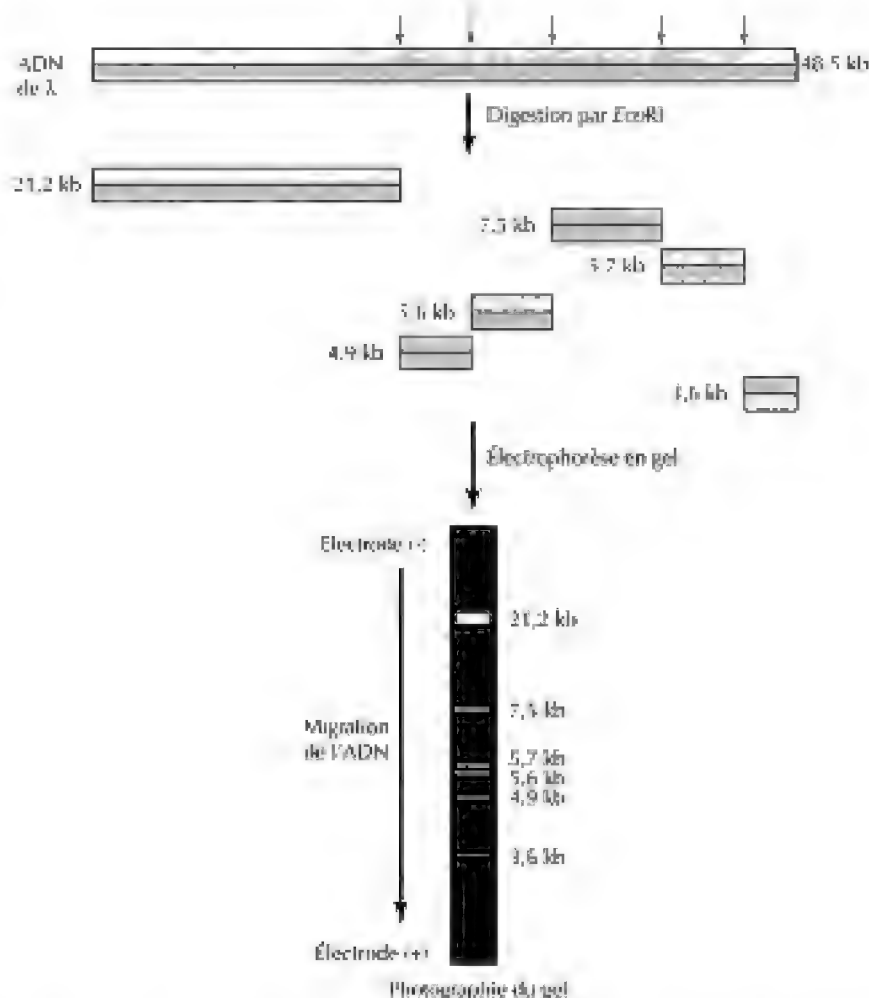 ADN
de λ
48.5 kb
Digestion par EcoRI
21,2 kb
7,5 kb
5.7 kb
5.6 kb
4.9 kb
3,6 kb
Électrophorèse en gel
Électrode (-)
21,2 kb
7,5 kb
Migration
de l'ADN
5,7 kb
5,6 kb
4,9 kb
3,6 kb
Électrode (+)
Photographie du gel